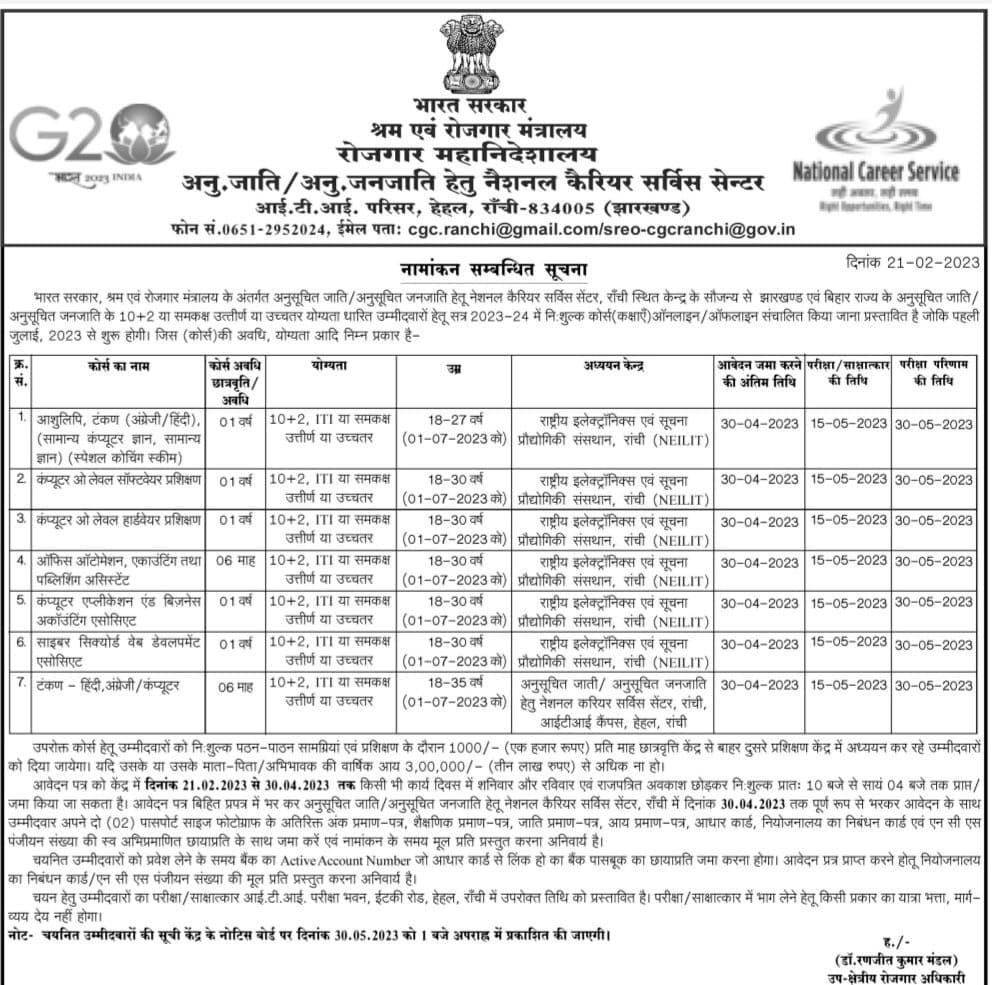 G20
भारत 2023 INDIA
भारत सरकार
श्रम एवं रोजगार मंत्रालय
रोजगार महानिदेशालय
अनु.जाति/अनु.जनजाति हेतु नैशनल कैरियर सर्विस सेन्टर
आई.टी.आई. परिसर, हेहल, राँची-834005 (झारखण्ड)
फोन सं.0651-2952024, ईमेल पता: cgc.ranchi@gmail.com/sreo-cgcranchi@gov.in
National Career Service
सही अवसर, सही समय
Right Opportunities, Right Time
दिनांक 21-02-2023
नामांकन सम्बन्धित सूचना
भारत सरकार, श्रम एवं रोजगार मंत्रालय के अंतर्गत अनुसूचित जाति/अनुसूचित जनजाति हेतु नेशनल कैरियर सर्विस सेंटर, राँची स्थित केन्द्र के सौजन्य से झारखण्ड एवं बिहार राज्य के अनुसूचित जाति/
अनुसूचित जनजाति के 10+2 या समकक्ष उत्तीर्ण या उच्चतर योग्यता धारित उम्मीदवारों हेतु सत्र 2023-24 में नि:शुल्क कोर्स(कक्षाएँ)ऑनलाइन/ऑफलाइन संचालित किया जाना प्रस्तावित है जोकि पहली
जुलाई, 2023 से शुरू होगी। जिस (कोर्स)की अवधि, योग्यता आदि निम्न प्रकार है-
क्र. सं. कोर्स का नाम कोर्स अवधि छात्रवृति/ अवधि योग्यता उम्र अध्ययन केन्द्र आवेदन जमा करने की अंतिम तिथि परीक्षा/साक्षात्कार की तिथि परीक्षा परिणाम की तिथि
1. आशुलिपि, टंकण (अंग्रेजी/हिंदी), 01 वर्ष 10+2, ITI या समकक्ष 18-27 वर्ष राष्ट्रीय इलेक्ट्रॉनिक्स एवं सूचना 30-04-2023 15-05-2023 30-05-2023
(सामान्य कंप्यूटर ज्ञान, सामान्य उत्तीर्ण या उच्चतर (01-07-2023 को) प्रौद्योगिकी संस्थान, रांची (NEILIT)
ज्ञान) (स्पेशल कोचिंग स्कीम)
2. कंप्यूटर ओ लेवल सॉफ्टवेयर प्रशिक्षण 01 वर्ष 10+2, ITI या समकक्ष 18-30 वर्ष राष्ट्रीय इलेक्ट्रॉनिक्स एवं सूचना 30-04-2023 15-05-2023 30-05-2023
उत्तीर्ण या उच्चतर (01-07-2023 को) प्रौद्योगिकी संस्थान, रांची (NEILIT)
3. कंप्यूटर ओ लेवल हार्डवेयर प्रशिक्षण 01 वर्ष 10+2, ITI या समकक्ष 18-30 वर्ष राष्ट्रीय इलेक्ट्रॉनिक्स एवं सूचना 30-04-2023 15-05-2023 30-05-2023
उत्तीर्ण या उच्चतर (01-07-2023 को) प्रौद्योगिकी संस्थान, रांची (NEILIT)
4. ऑफिस ऑटोमेशन, एकाउंटिंग तथा 06 माह 10+2, ITI या समकक्ष 18-30 वर्ष राष्ट्रीय इलेक्ट्रॉनिक्स एवं सूचना 30-04-2023 15-05-2023 30-05-2023
पब्लिशिंग असिस्टेंट उत्तीर्ण या उच्चतर (01-07-2023 को) प्रौद्योगिकी संस्थान, रांची (NEILIT)
5. कंप्यूटर एप्लीकेशन एंड बिज़नेस 01 वर्ष 10+2, ITI या समकक्ष 18-30 वर्ष राष्ट्रीय इलेक्ट्रॉनिक्स एवं सूचना 30-04-2023 15-05-2023 30-05-2023
अकॉउंटिंग एसोसिएट उत्तीर्ण या उच्चतर (01-07-2023 को) प्रौद्योगिकी संस्थान, रांची (NEILIT)
6. साइबर सिक्योर्ड वेब डेवलपमेंट 01 वर्ष 10+2, ITI या समकक्ष 18-30 वर्ष राष्ट्रीय इलेक्ट्रॉनिक्स एवं सूचना 30-04-2023 15-05-2023 30-05-2023
एसोसिएट उत्तीर्ण या उच्चतर (01-07-2023 को) प्रौद्योगिकी संस्थान, रांची (NEILIT)
7. टंकण - हिंदी,अंग्रेजी/कंप्यूटर 06 माह 10+2, ITI या समकक्ष 18-35 वर्ष अनुसूचित जाती/ अनुसूचित जनजाति 30-04-2023 15-05-2023 30-05-2023
उत्तीर्ण या उच्चतर (01-07-2023 को) हेतु नेशनल करियर सर्विस सेंटर, रांची,
आईटीआई कैंपस, हेहल, रांची
उपरोक्त कोर्स हेतु उम्मीदवारों को नि:शुल्क पठन-पाठन सामग्रियां एवं प्रशिक्षण के दौरान 1000/- (एक हजार रूपए) प्रति माह छात्रवृत्ति केंद्र से बाहर दुसरे प्रशिक्षण केंद्र में अध्ययन कर रहे उम्मीदवारों
को दिया जायेगा। यदि उसके या उसके माता-पिता/अभिभावक की वार्षिक आय 3,00,000/- (तीन लाख रुपए) से अधिक ना हो।
आवेदन पत्र को केंद्र में दिनांक 21.02.2023 से 30.04.2023 तक किसी भी कार्य दिवस में शनिवार और रविवार एवं राजपत्रित अवकाश छोड़कर नि:शुल्क प्रात: 10 बजे से सायं 04 बजे तक प्राप्त/
जमा किया जा सकता है। आवेदन पत्र बिहित प्रपत्र में भर कर अनुसूचित जाति/अनुसूचित जनजाति हेतु नेशनल कैरियर सर्विस सेंटर, राँची में दिनांक 30.04.2023 तक पूर्ण रूप से भरकर आवेदन के साथ
उम्मीदवार अपने दो (02) पासपोर्ट साइज फोटोग्राफ के अतिरिक्त अंक प्रमाण-पत्र, शैक्षणिक प्रमाण-पत्र, जाति प्रमाण-पत्र, आय प्रमाण-पत्र, आधार कार्ड, नियोजनालय का निबंधन कार्ड एवं एन सी एस
पंजीयन संख्या की स्व अभिप्रमाणित छायाप्रति के साथ जमा करें एवं नामांकन के समय मूल प्रति प्रस्तुत करना अनिवार्य है।
चयनित उम्मीदवारों को प्रवेश लेने के समय बैंक का Active Account Number जो आधार कार्ड से लिंक हो का बैंक पासबूक का छायाप्रति जमा करना होगा। आवेदन प्रत्र प्राप्त करने होतू नियोजनालय
का निबंधन कार्ड/एन सी एस पंजीयन संख्या की मूल प्रति प्रस्तुत करना अनिवार्य है।
चयन हेतु उम्मीदवारों का परीक्षा/साक्षात्कार आई.टी.आई. परीक्षा भवन, ईटकी रोड, हेहल, राँची में उपरोक्त तिथि को प्रस्तावित है। परीक्षा/साक्षात्कार में भाग लेने हेतु किसी प्रकार का यात्रा भत्ता, मार्ग-
व्यय देय नहीं होगा।
नोट- चयनित उम्मीदवारों की सूची केंद्र के नोटिस बोर्ड पर दिनांक 30.05.2023 को 1 बजे अपराह्न में प्रकाशित की जाएगी।
ह./-
(डॉ.रणजीत कुमार मंडल)
उप-क्षेत्रीय रोजगार अधिकारी